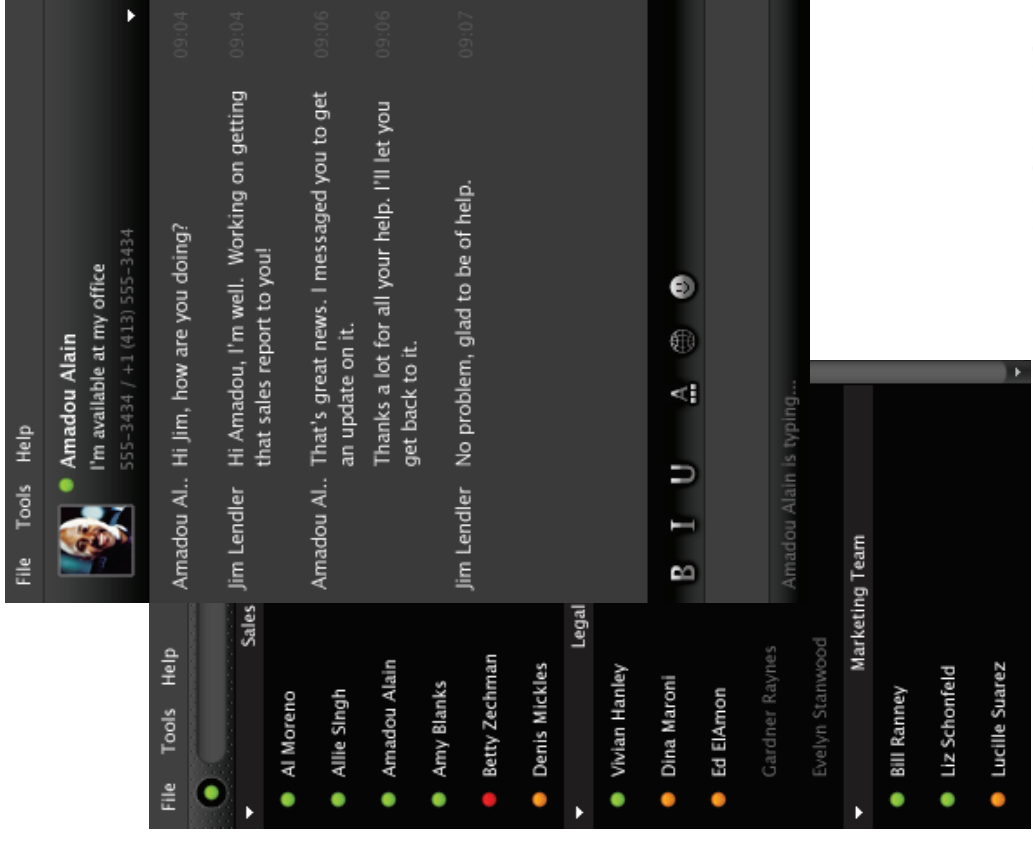 File Tools Help
Amadou Alain
I'm available at my office
555-3434 / +1 (413) 555-3434
Amadou Al.. Hi Jim, how are you doing? 09:04
Jim Lendler Hi Amadou, I'm well. Working on getting 09:04
that sales report to you!
Amadou Al.. That's great news. I messaged you to get 09:06
an update on it.
Thanks a lot for all your help. I'll let you 09:06
get back to it.
Jim Lendler No problem, glad to be of help. 09:07
B I U A
Amadou Alain is typing...
File Tools Help
Sales
Al Moreno
Allie SIngh
Amadou Alain
Amy Blanks
Betty Zechman
Denis Mickles
Legal
Vivian Hanley
Dina Maroni
Ed ElAmon
Gardner Raynes
Evelyn Stanwood
Marketing Team
Bill Ranney
Liz Schonfeld
Lucille Suarez